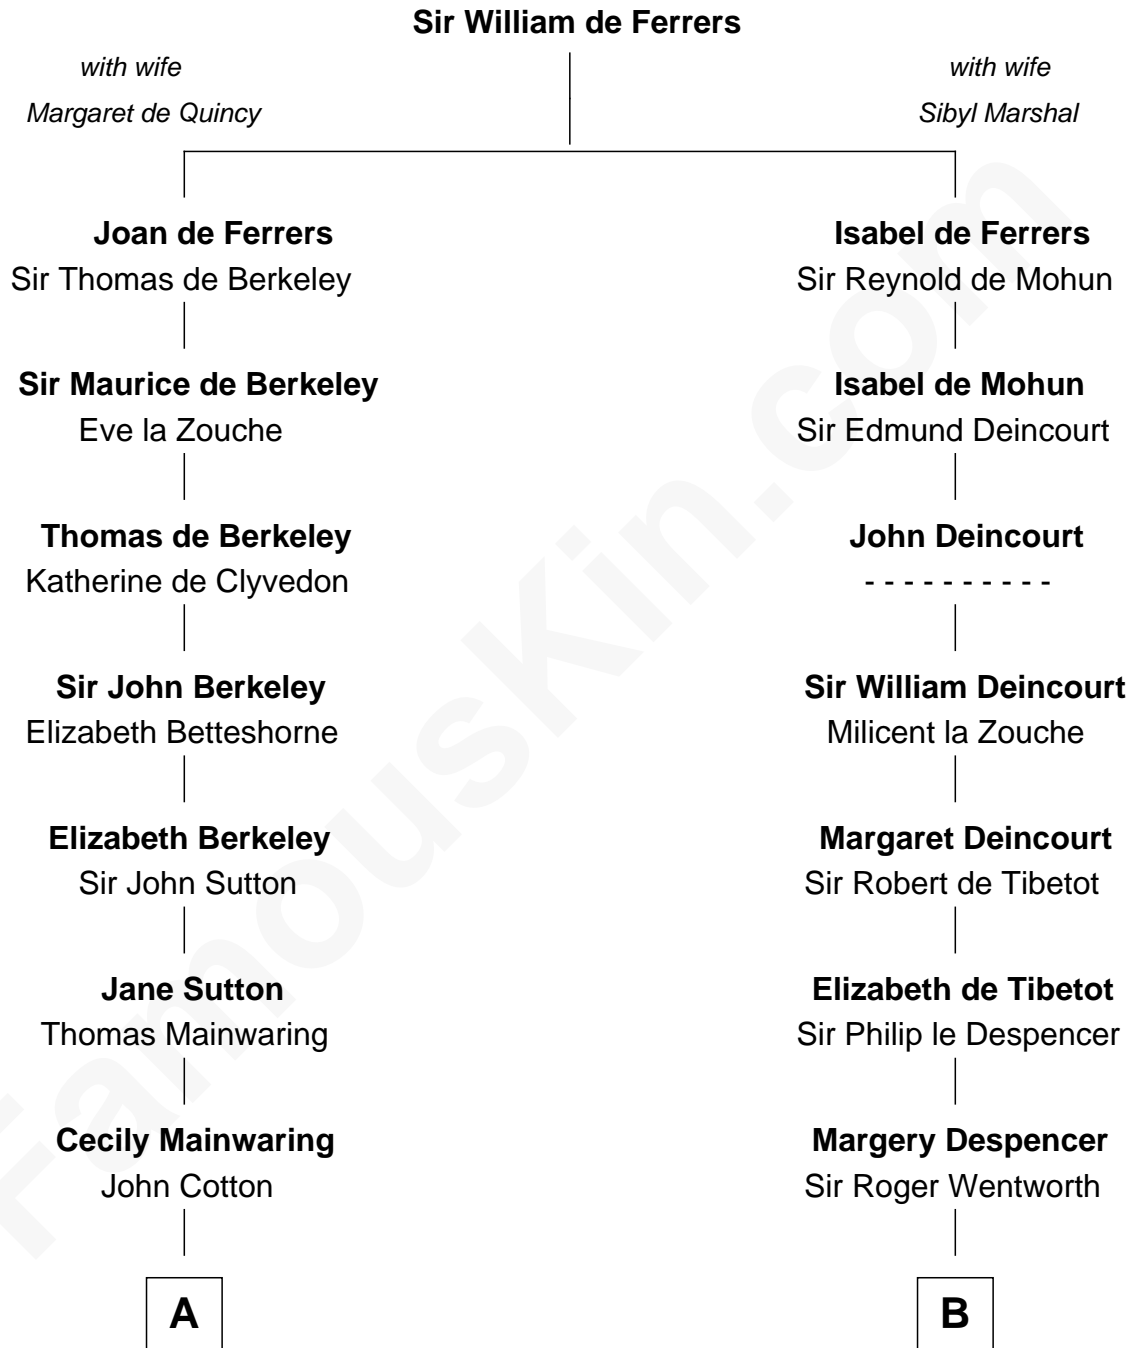 Sir William de Ferrers
with wife
Margaret de Quincy
with wife
Sibyl Marshal
Joan de Ferrers
Sir Thomas de Berkeley
Isabel de Ferrers
Sir Reynold de Mohun
Sir Maurice de Berkeley
Eve la Zouche
Isabel de Mohun
Sir Edmund Deincourt
Thomas de Berkeley
Katherine de Clyvedon
John Deincourt
- - - - - - - - - -
Sir John Berkeley
Elizabeth Betteshorne
Sir William Deincourt
Milicent la Zouche
Elizabeth Berkeley
Sir John Sutton
Margaret Deincourt
Sir Robert de Tibetot
Jane Sutton
Thomas Mainwaring
Elizabeth de Tibetot
Sir Philip le Despencer
Cecily Mainwaring
John Cotton
Margery Despencer
Sir Roger Wentworth
A
B
FamousKin.com